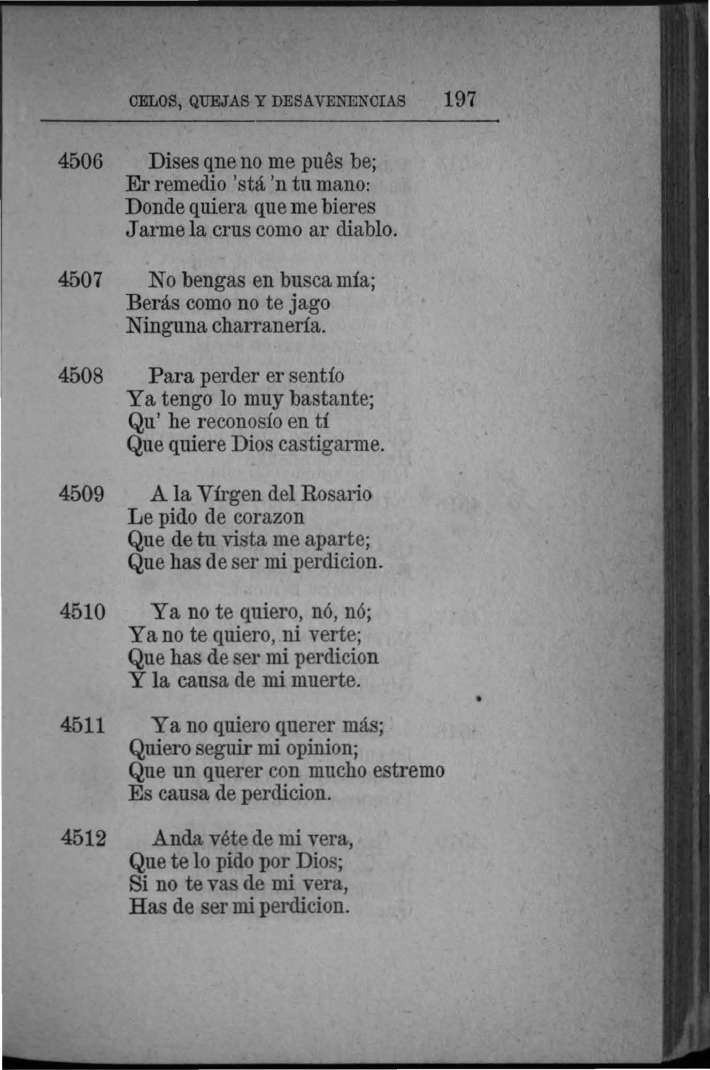 CELOS, QUEJAS Y DESAVENENCIAS 197
4506 Dises qne no me puês be;
Er remedio 'stá 'n tu mano:
Donde quiera que me bieres
Jarme la crus como ar diablo.
4507 No bengas en busca mía;
Berás como no te jago
Ninguna charranería.
4508 Para perder er sentío
Ya tengo lo muy bastante;
Qu' he reconosío en tí
Que quiere Dios castigarme.
4509 A la Vírgen del Rosario
Le pido de corazon
Que de tu vista me aparte;
Que has de ser mi perdicion.
4510 Ya no te quiero, nó, nó;
Ya no te quiero, ni verte;
Que has de ser mi perdicion
Y la causa de mi muerte.
4511 Ya no quiero querer más;
Quiero seguir mi opinion;
Que un querer con mucho estremo
Es causa de perdicion.
4512 Anda véte de mi vera,
Que te lo pido por Dios;
Si no te vas de mi vera,
Has de ser mi perdicion.